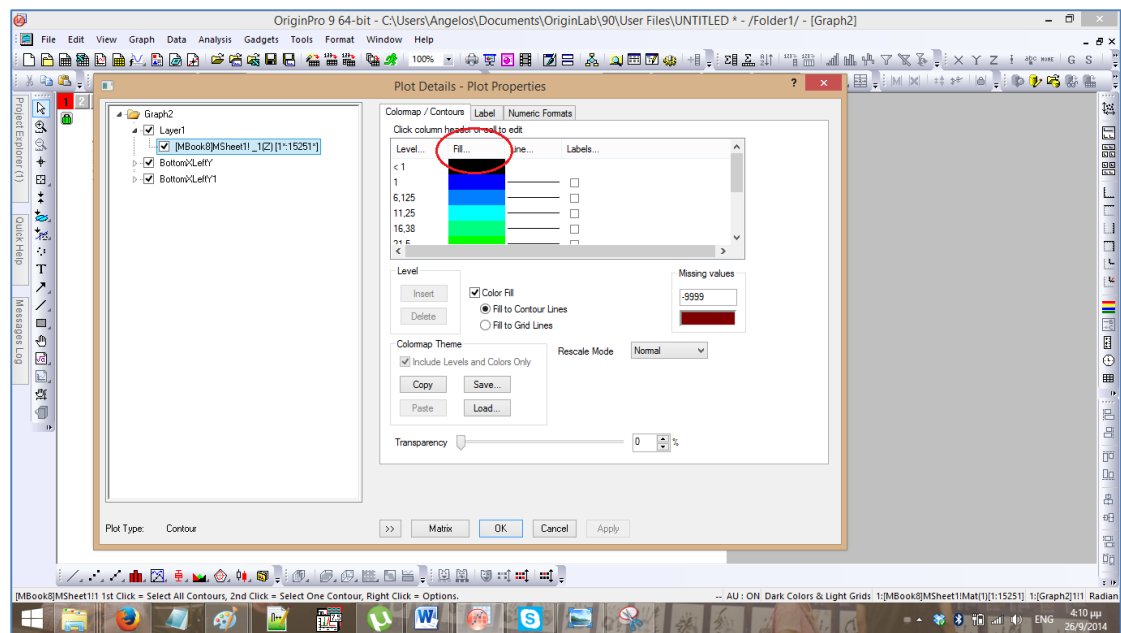 OriginPro 9 64-bit - C:\Users\Angelos\Documents\OriginLab\90\User Files\UNTITLED * - /Folder1/ - [Graph2]
File Edit View Graph Data Analysis Gadgets Tools Format Window Help
100%
X Y Z
G S
Project Explorer (1)
Quick Help
Messages Log
1 2
T
Plot Details - Plot Properties
?
Graph2
Layer1
[MBook8]MSheet1! _1(Z) [1*:15251*]
BottomXLeftY
BottomXLeftY1
Colormap / Contours Label Numeric Formats
Click column header or cell to edit
Level... Fill... Line... Labels...
< 1
1
6,125
11,25
16,38
21,5
Level
Insert
Delete
Color Fill
Fill to Contour Lines
Fill to Grid Lines
Missing values
-9999
Colormap Theme
Include Levels and Colors Only
Copy Save...
Paste Load...
Rescale Mode Normal
Transparency 0 %
Plot Type: Contour
>> Matrix OK Cancel Apply
[MBook8]MSheet1!1 1st Click = Select All Contours, 2nd Click = Select One Contour, Right Click = Options.
-- AU : ON Dark Colors & Light Grids 1:[MBook8]MSheet1!Mat(1)[1:15251] 1:[Graph2]1!1 Radian
ENG
4:10 μμ
26/9/2014